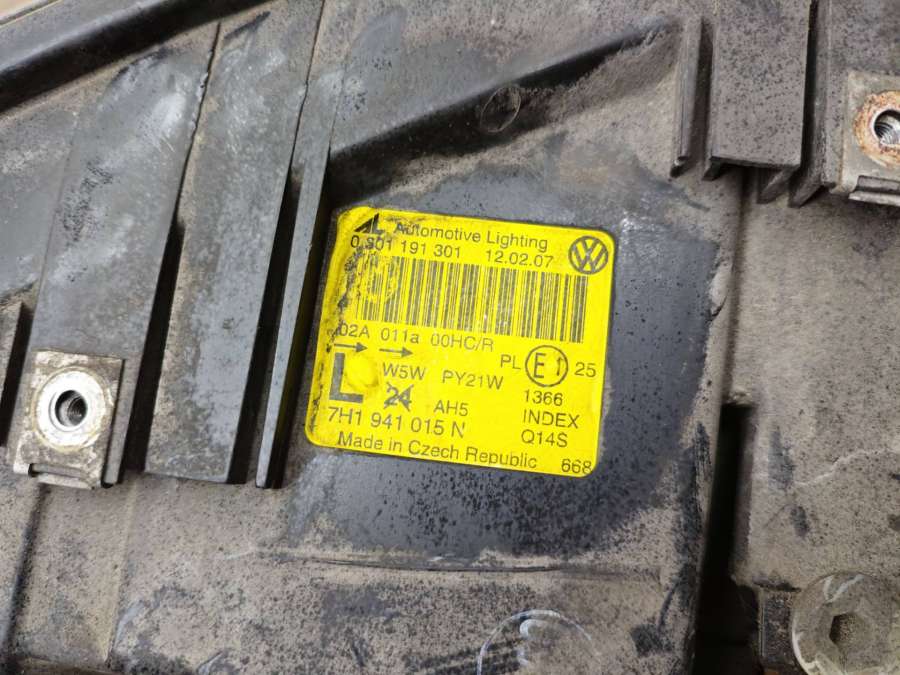 AL Automotive Lighting
0 301 191 301 12.02.07
02A 011a 00HC/R
PL E1 25
L W5W PY21W 1366
24 AH5 INDEX
7H1 941 015 N Q14S
Made in Czech Republic 668